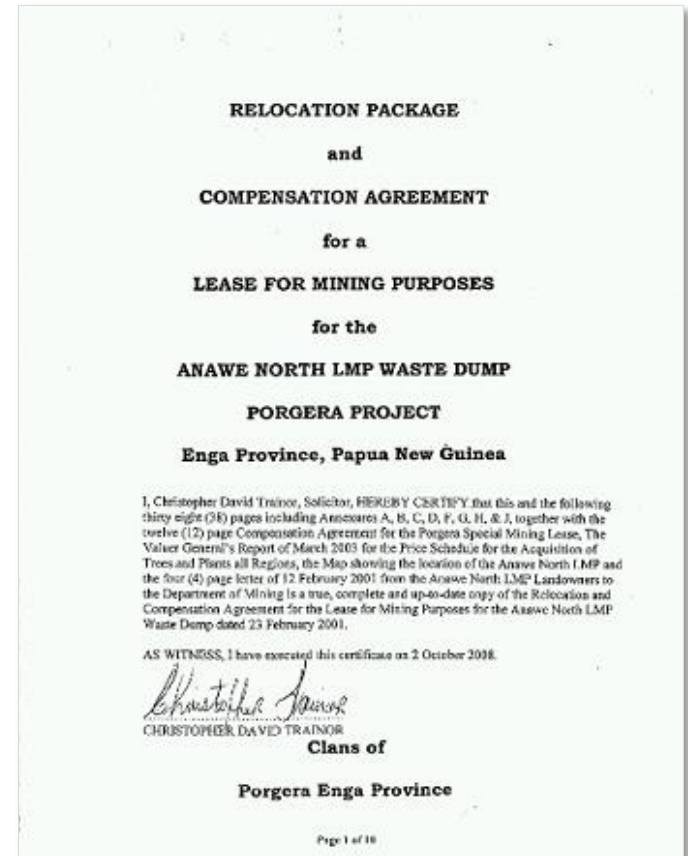 RELOCATION PACKAGE
and
COMPENSATION AGREEMENT
for a
LEASE FOR MINING PURPOSES
for the
ANAWE NORTH LMP WASTE DUMP
PORGERA PROJECT
Enga Province, Papua New Guinea
I, Christopher David Trainor, Solicitor, HEREBY CERTIFY that this and the following
thirty eight (38) pages including Annexures A, B, C, D, F, G, H, & J, together with the
twelve (12) page Compensation Agreement for the Porgera Special Mining Lease, The
Valuer General's Report of March 2003 for the Price Schedule for the Acquisition of
Trees and Plants all Regions, the Map showing the location of the Anawe North LMP and
the four (4) page letter of 12 February 2001 from the Anawe North LMP Landowners to
the Department of Mining is a true, complete and up-to-date copy of the Relocation and
Compensation Agreement for the Lease for Mining Purposes for the Anawe North LMP
Waste Dump dated 23 February 2001.
AS WITNESS, I have executed this certificate on 2 October 2008.
Christopher Trainor
CHRISTOPHER DAVID TRAINOR
Clans of
Porgera Enga Province
Page 1 of